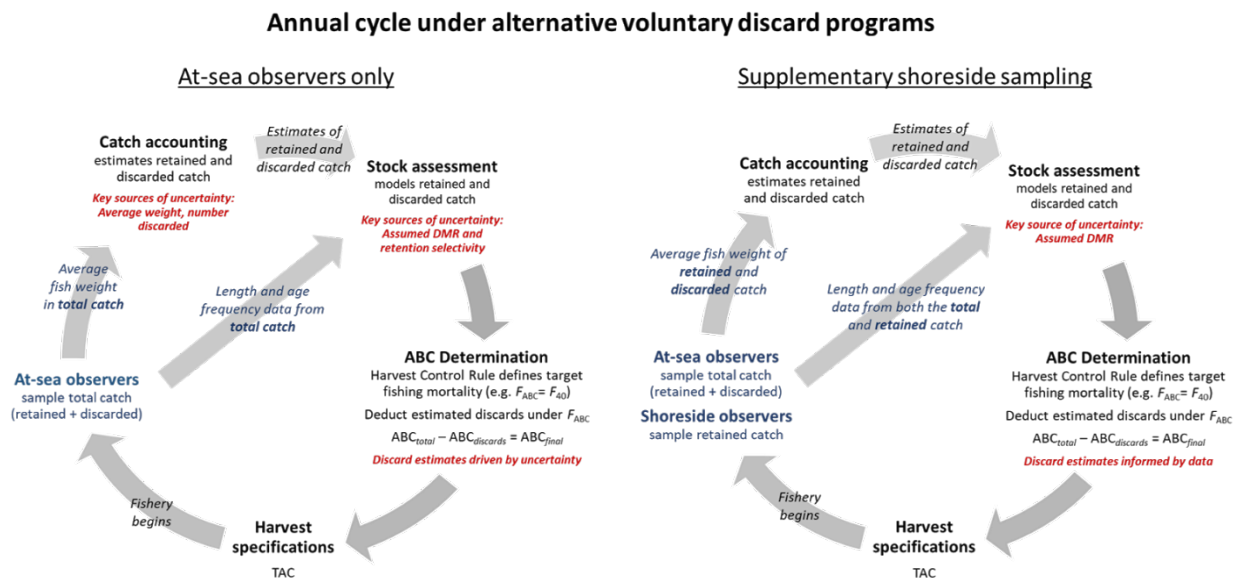 Annual cycle under alternative voluntary discard programs
At-sea observers only
Estimates of
retained and
discarded catch
Catch accounting
estimates retained and
discarded catch
Key sources of uncertainty:
Average weight, number
discarded
Stock assessment
models retained and
discarded catch
Key sources of uncertainty:
Assumed DMR and
retention selectivity
Average
fish weight
in total catch
Length and age
frequency data from
total catch
At-sea observers
sample total catch
(retained + discarded)
ABC Determination
Harvest Control Rule defines target
fishing mortality (e.g. FABC= F40)
Deduct estimated discards under FABC
ABCtotal – ABCdiscards = ABCfinal
Discard estimates driven by uncertainty
Fishery
begins
Harvest
specifications
TAC
Supplementary shoreside sampling
Estimates of
retained and
discarded catch
Catch accounting
estimates retained
and discarded catch
Stock assessment
models retained and
discarded catch
Key source of uncertainty:
Assumed DMR
Average fish weight of
retained and
discarded catch
Length and age frequency
data from both the total
and retained catch
At-sea observers
sample total catch
(retained + discarded)
Shoreside observers
sample retained catch
ABC Determination
Harvest Control Rule defines target
fishing mortality (e.g. FABC= F40)
Deduct estimated discards under FABC
ABCtotal – ABCdiscards = ABCfinal
Discard estimates informed by data
Fishery
begins
Harvest
specifications
TAC